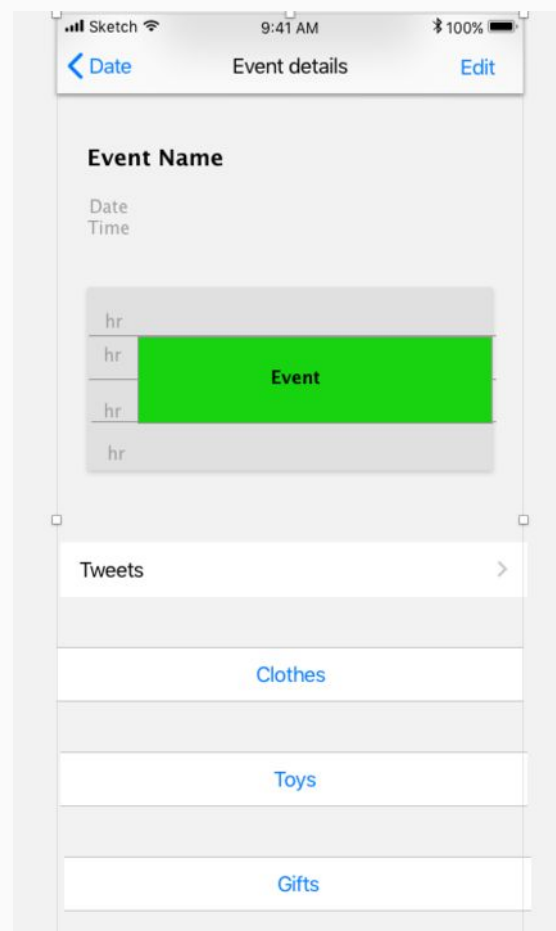 Sketch 9:41 AM 100%
Date Event details Edit
Event Name
Date
Time
hr
hr
Event
hr
hr
Tweets
Clothes
Toys
Gifts